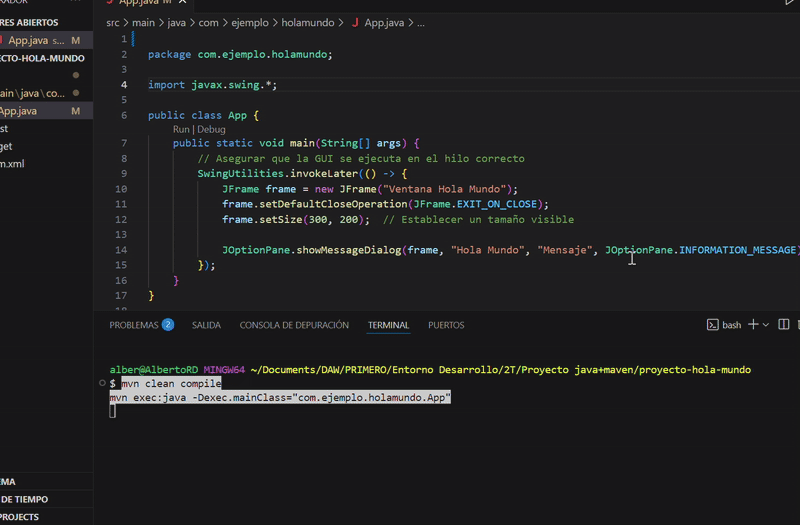 RADOR
App.java M
RES ABIERTOS
App.java s... M
ECTO-HOLA-MUNDO
ain\java\co...
App.java M
st
get
m.xml
MA
DE TIEMPO
PROJECTS
src > main > java > com > ejemplo > holamundo > App.java > ...
1
2 package com.ejemplo.holamundo;
3
4 import javax.swing.*;
5
6 public class App {
Run | Debug
7 public static void main(String[] args) {
8 // Asegurar que la GUI se ejecuta en el hilo correcto
9 SwingUtilities.invokeLater(() -> {
10 JFrame frame = new JFrame("Ventana Hola Mundo");
11 frame.setDefaultCloseOperation(JFrame.EXIT_ON_CLOSE);
12 frame.setSize(300, 200); // Establecer un tamaño visible
13
14 JOptionPane.showMessageDialog(frame, "Hola Mundo", "Mensaje", JOptionPane.INFORMATION_MESSAGE)
15 });
16 }
17 }
PROBLEMAS 2 SALIDA CONSOLA DE DEPURACIÓN TERMINAL PUERTOS
bash
alber@AlbertoRD MINGW64 ~/Documents/DAW/PRIMERO/Entorno Desarrollo/2T/Proyecto java+maven/proyecto-hola-mundo
$ mvn clean compile
mvn exec:java -Dexec.mainClass="com.ejemplo.holamundo.App"